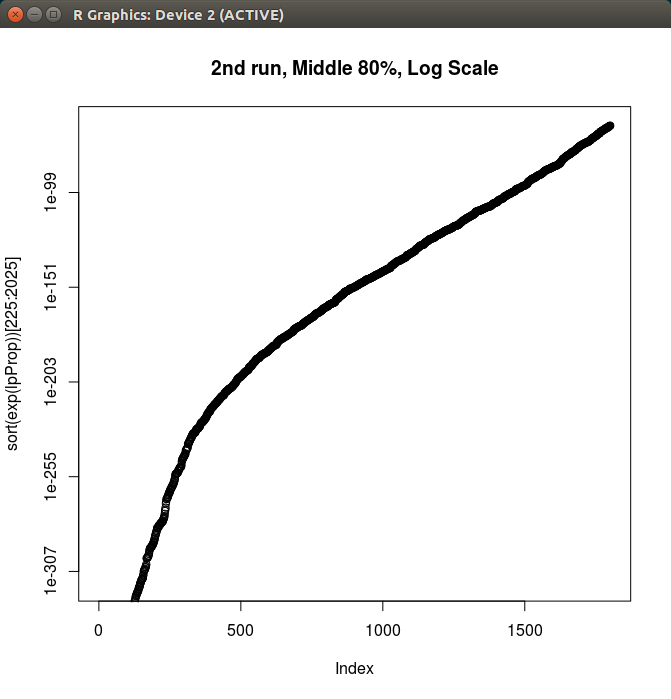 R Graphics: Device 2 (ACTIVE)
2nd run, Middle 80%, Log Scale
sort(exp(lpProp))[225:2025]
1e-99
1e-151
1e-203
1e-255
1e-307
0 500 1000 1500
Index